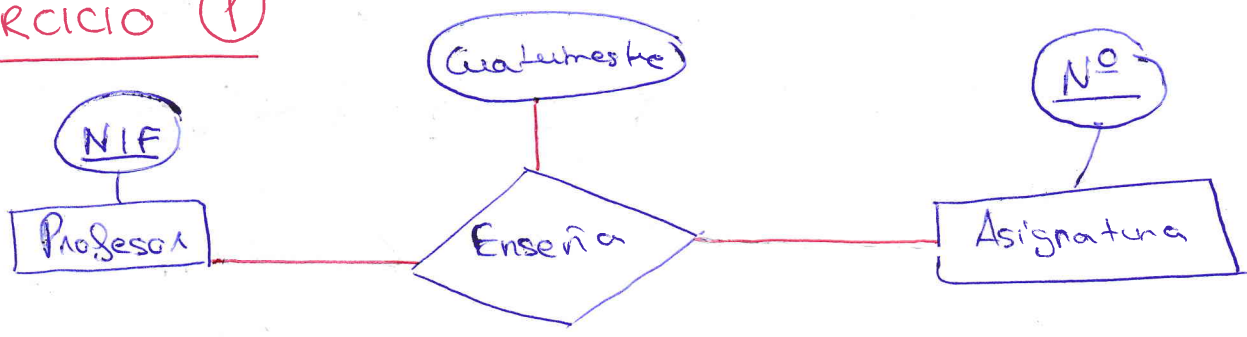 RCICIO 1
Cuatrimestre
Nº
NIF
Profesor
Enseña
Asignatura